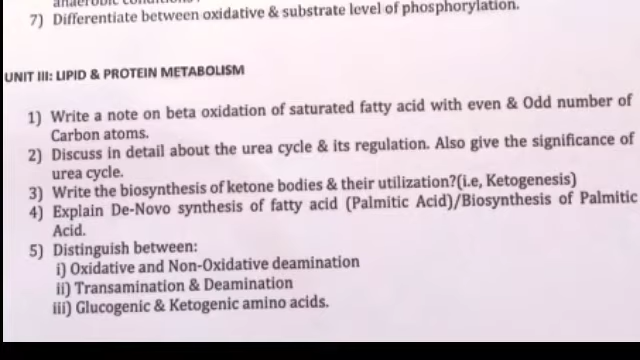 anaerobic conditions?
7) Differentiate between oxidative & substrate level of phosphorylation.
UNIT III: LIPID & PROTEIN METABOLISM
1) Write a note on beta oxidation of saturated fatty acid with even & Odd number of
Carbon atoms.
2) Discuss in detail about the urea cycle & its regulation. Also give the significance of
urea cycle.
3) Write the biosynthesis of ketone bodies & their utilization?(i.e, Ketogenesis)
4) Explain De-Novo synthesis of fatty acid (Palmitic Acid)/Biosynthesis of Palmitic
Acid.
5) Distinguish between:
i) Oxidative and Non-Oxidative deamination
ii) Transamination & Deamination
iii) Glucogenic & Ketogenic amino acids.